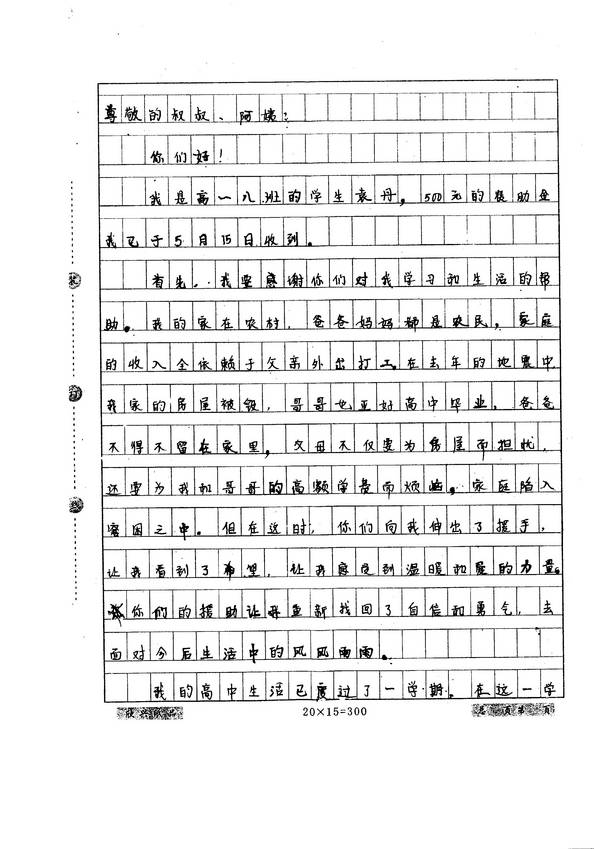 尊敬的叔叔、阿姨：
你们好！
我是高一八班的学生袁丹，500元的援助金
我已于5月15日收到。
首先，我要感谢你们对我学习和生活的帮
助。我的家在农村，爸爸妈妈都是农民，家庭
的收入全依赖于父亲外出打工。在去年的地震中
我家的房屋被毁，哥哥也正好高中毕业，爸爸
不得不留在家里，父母不仅要为房屋而担忧，
还要为我和哥哥的高额学费而烦恼，家庭陷入
窘困之中。但在这时，你们向我伸出了援手，
让我看到了希望，让我感受到温暖和爱的力量。
你们的援助让我重新找回了自信和勇气，去
面对今后生活中的风风雨雨。
我的高中生活已度过了一学期。在这一学
20×15=300